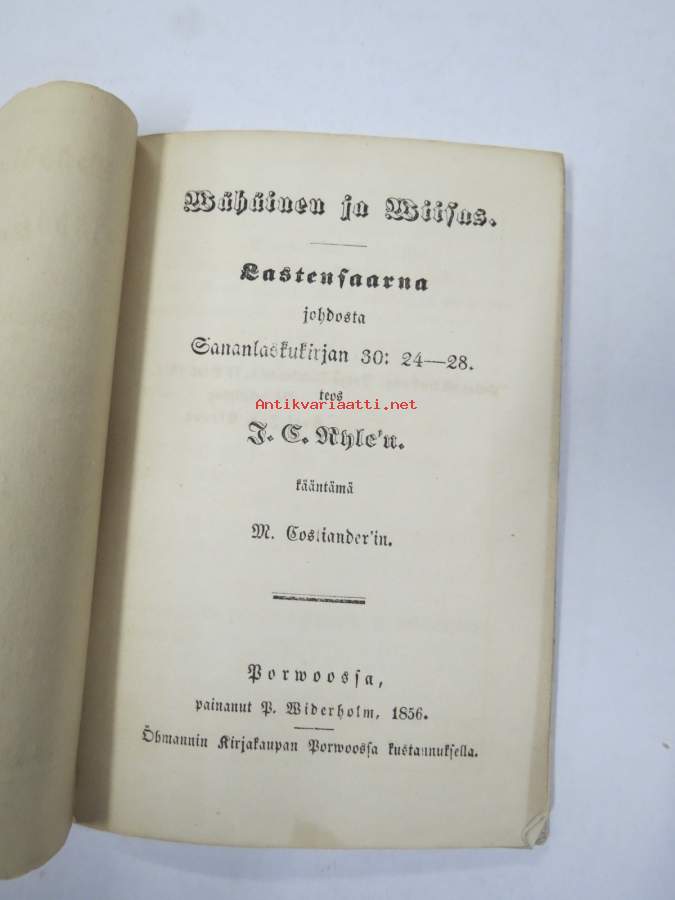 Wähäinen ja Wiisas.
Lastensaarna
johdosta
Sananlaskukirjan 30: 24—28.
teos
Antikvariaatti.net
J. C. Ryle'n.
kääntämä
M. Costiander'in.
Porwoossa,
painanut P. Widerholm, 1856.
Öhmannin Kirjakaupan Porwoossa kustannuksella.